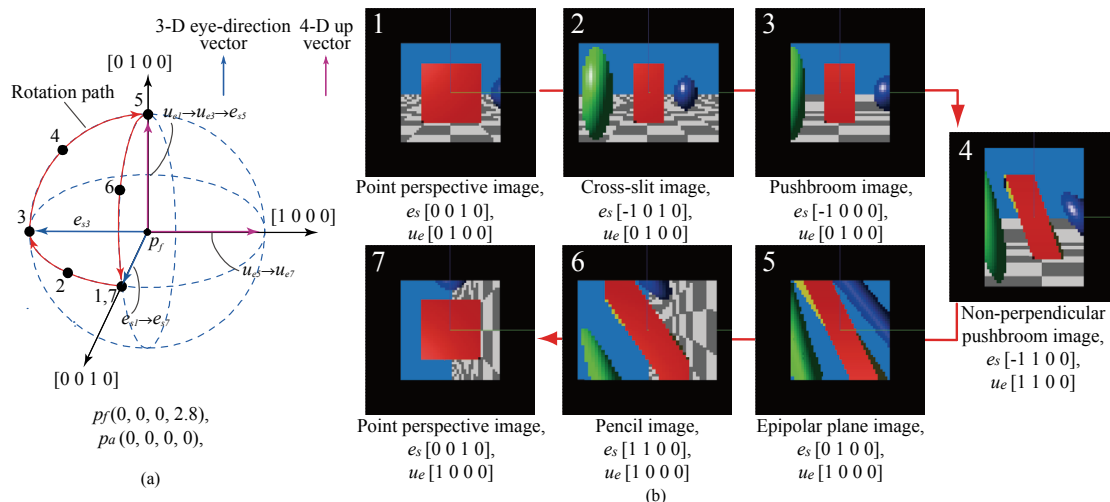 3-D eye-direction
vector
4-D up
vector
[0 1 0 0]
Rotation path
5
u_e1→u_e3→e_s5
4
6
3
e_s3
[1 0 0 0]
p_f
u_e5→u_e7
2
1,7
e_s1→e_s7
[0 0 1 0]
p_f (0, 0, 0, 2.8),
p_a (0, 0, 0, 0),
(a)
1
Point perspective image,
e_s [0 0 1 0],
u_e [0 1 0 0]
2
Cross-slit image,
e_s [-1 0 1 0],
u_e [0 1 0 0]
3
Pushbroom image,
e_s [-1 0 0 0],
u_e [0 1 0 0]
4
Non-perpendicular
pushbroom image,
e_s [-1 1 0 0],
u_e [1 1 0 0]
7
Point perspective image,
e_s [0 0 1 0],
u_e [1 0 0 0]
6
Pencil image,
e_s [1 1 1 0],
u_e [1 0 0 0]
5
Epipolar plane image,
e_s [0 1 0 0],
u_e [1 0 0 0]
(b)